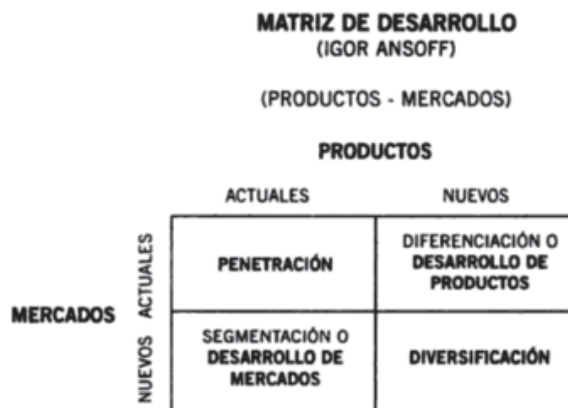 MATRIZ DE DESARROLLO
(IGOR ANSOFF)
(PRODUCTOS - MERCADOS)
PRODUCTOS
ACTUALES NUEVOS
MERCADOS
ACTUALES
PENETRACIÓN
DIFERENCIACIÓN O
DESARROLLO DE
PRODUCTOS
NUEVOS
SEGMENTACIÓN O
DESARROLLO DE
MERCADOS
DIVERSIFICACIÓN